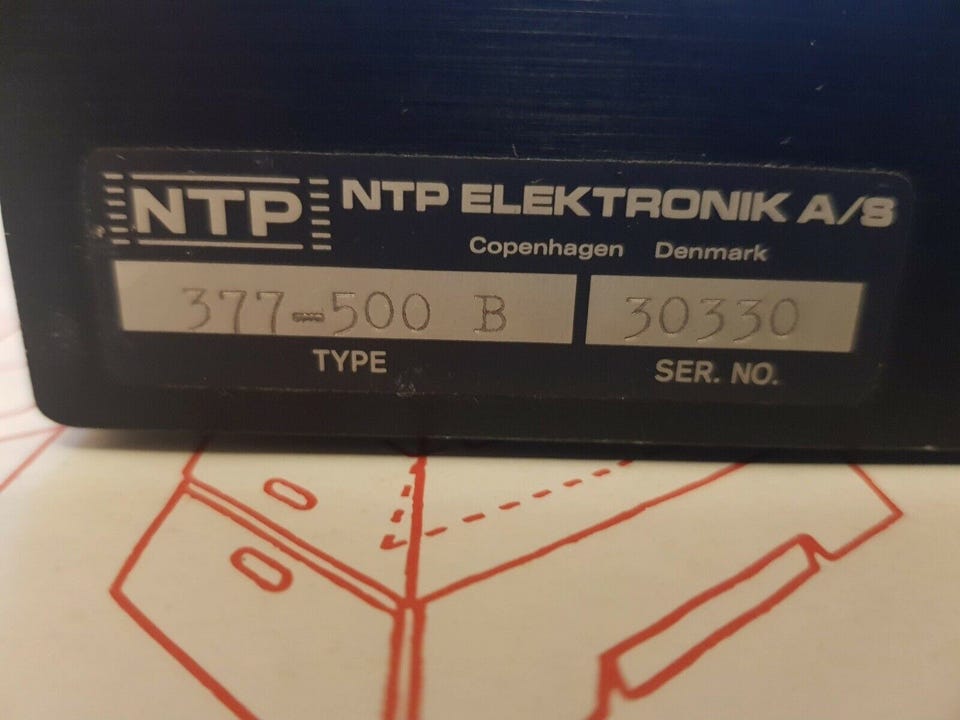 NTP NTP ELEKTRONIK A/S
Copenhagen Denmark
377-500 B 30330
TYPE SER. NO.